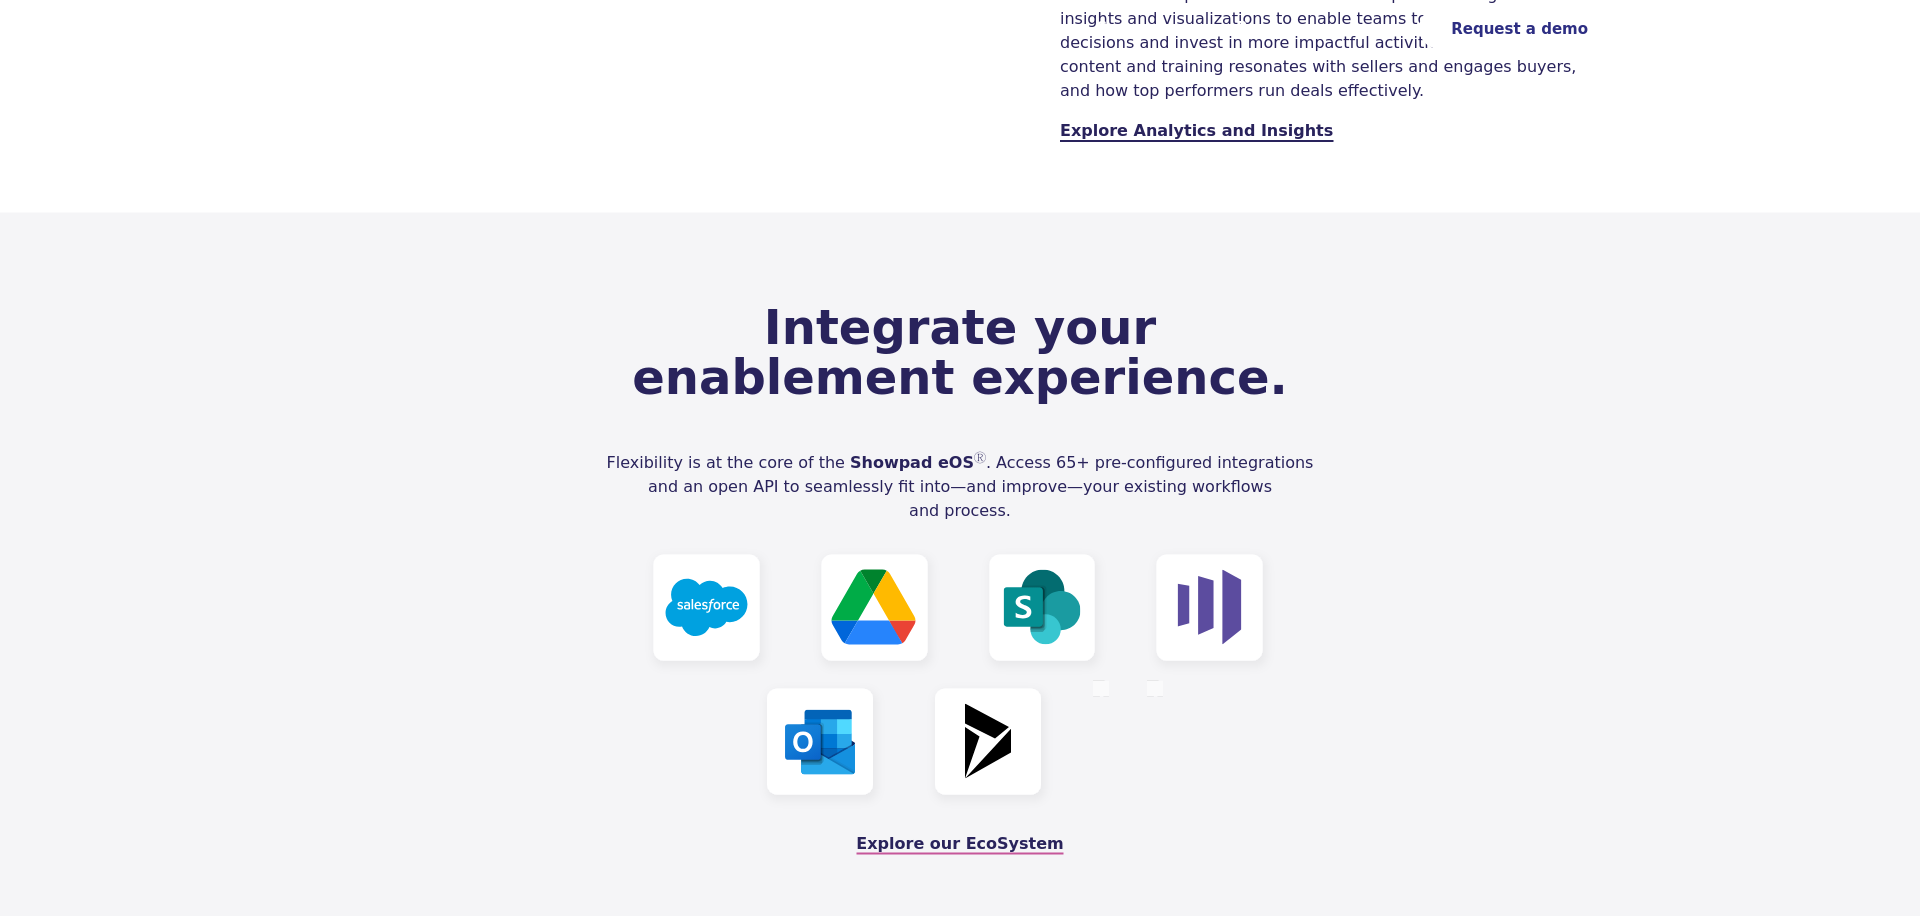 insights and visualizations to enable teams
Request a demo
decisions and invest in more impactful
content and training resonates with sellers and engages buyers,
and how top performers run deals effectively.
Explore Analytics and Insights
Integrate your
enablement experience.
Flexibility is at the core of the Showpad eOS®. Access 65+ pre-configured integrations
and an open API to seamlessly fit into—and improve—your existing workflows
and process.
salesforce
S
O
Explore our EcoSystem